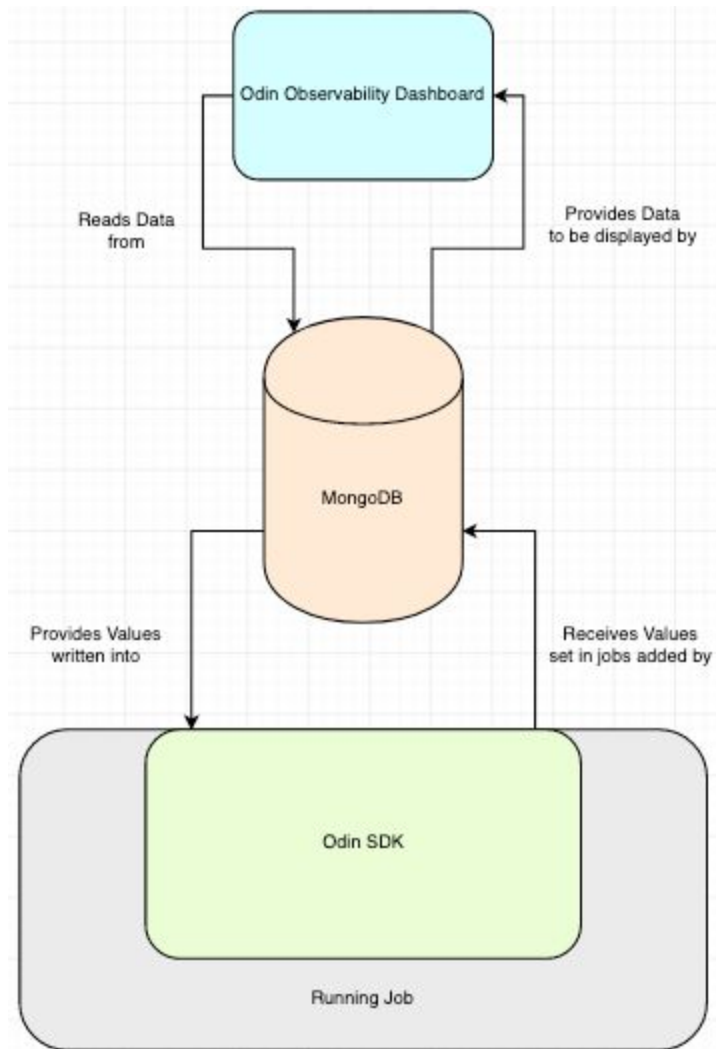 Odin Observability Dashboard
Reads Data
from
Provides Data
to be displayed by
MongoDB
Provides Values
written into
Receives Values
set in jobs added by
Odin SDK
Running Job